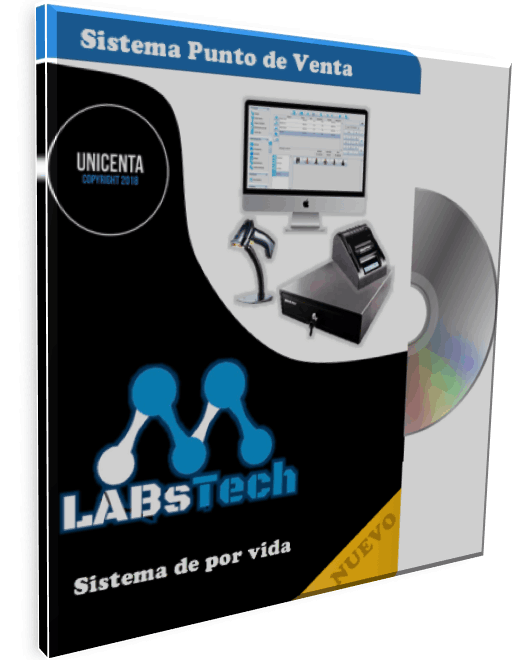 Sistema Punto de Venta
UNICENTA
COPYRIGHT 2018
LABsTech
Sistema de por vida
NUEVO